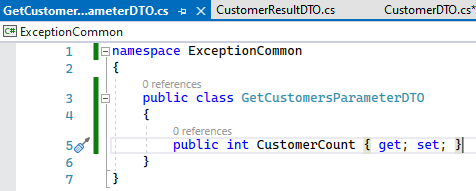 GetCustomer...ameterDTO.cs CustomerResultDTO.cs CustomerDTO.cs*
C# ExceptionCommon
1 namespace ExceptionCommon
2 {
0 references
3 public class GetCustomersParameterDTO
4 {
0 references
5 public int CustomerCount { get; set; }
6 }
7 }